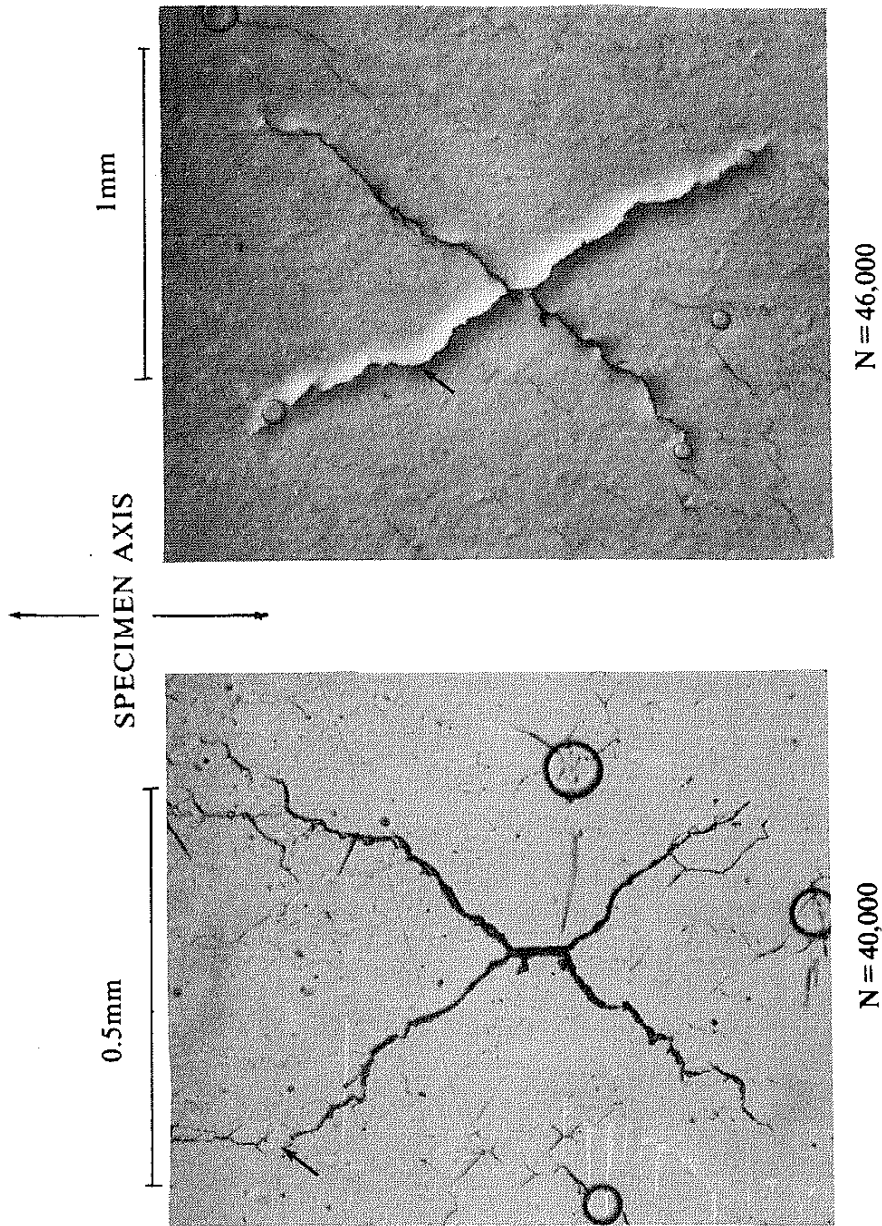 0.5mm
1mm
SPECIMEN AXIS
N = 40,000
N = 46,000